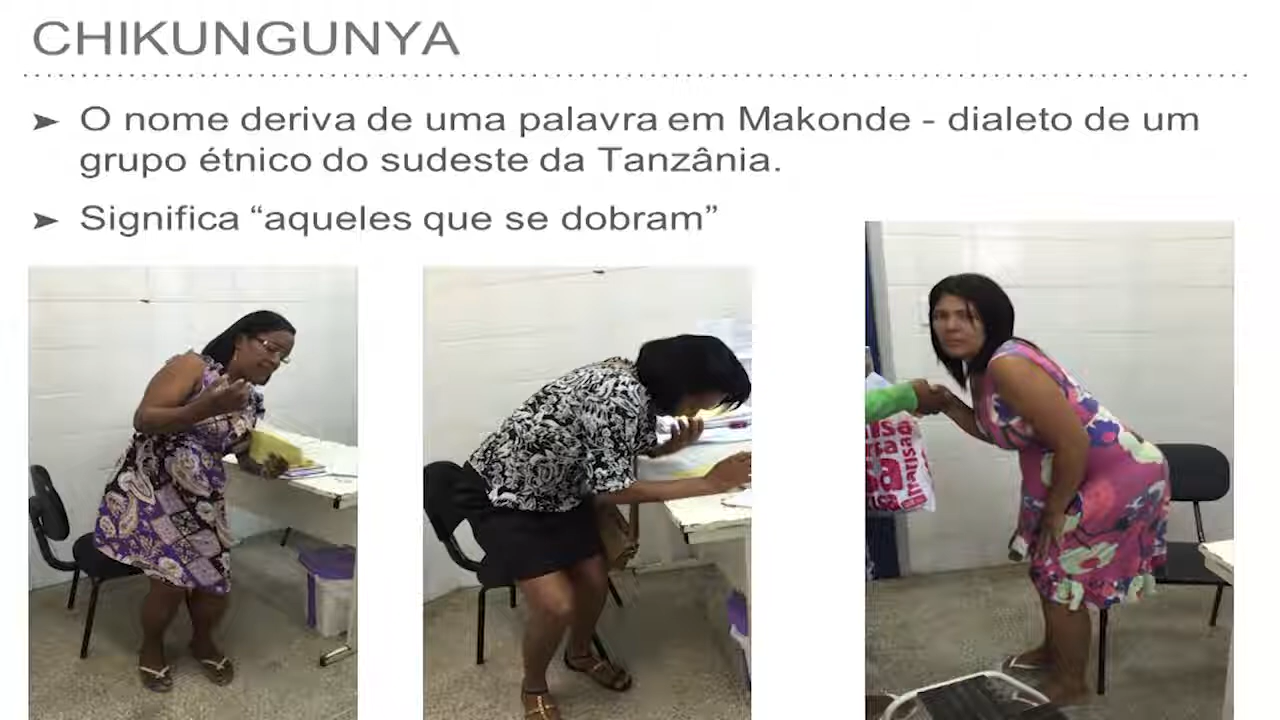 CHIKUNGUNYA
➤ O nome deriva de uma palavra em Makonde - dialeto de um
grupo étnico do sudeste da Tanzânia.
➤ Significa “aqueles que se dobram”